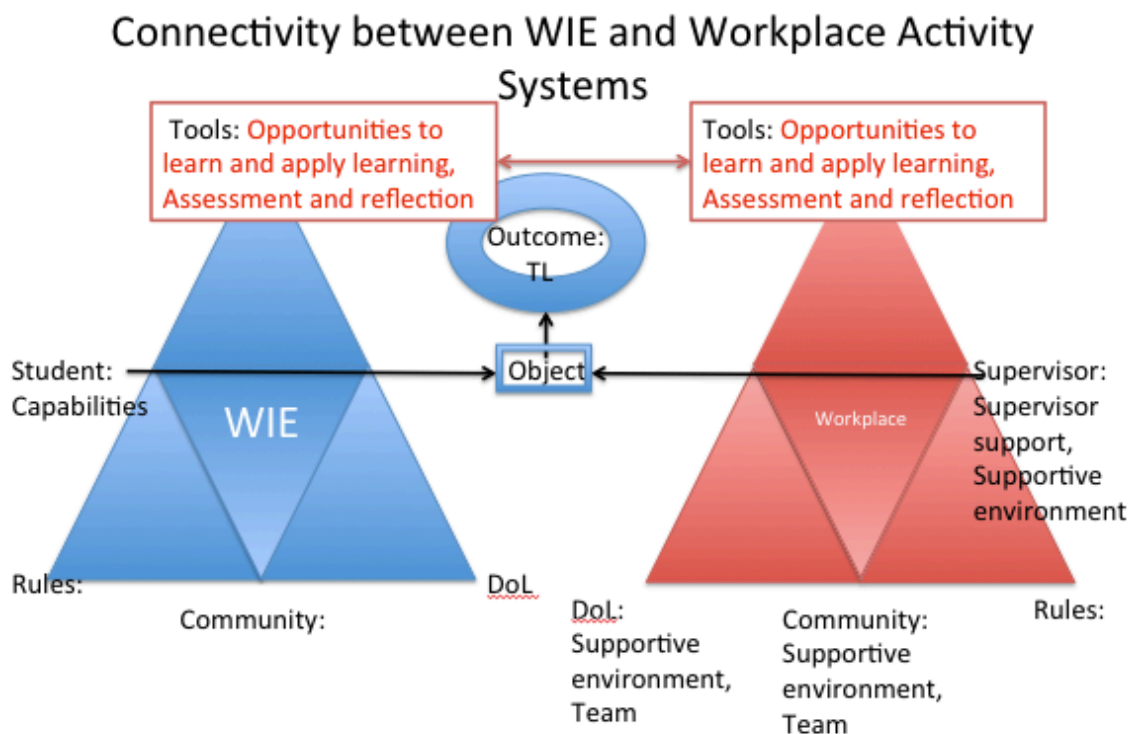 Connectivity between WIE and Workplace Activity
Systems
Tools: Opportunities to
learn and apply learning,
Assessment and reflection
Tools: Opportunities to
learn and apply learning,
Assessment and reflection
Outcome:
TL
Student:
Capabilities
Object
Supervisor:
Supervisor
support,
Supportive
environment
WIE
Workplace
Rules:
Community:
DoL
DoL:
Supportive
environment,
Team
Community:
Supportive
environment,
Team
Rules: